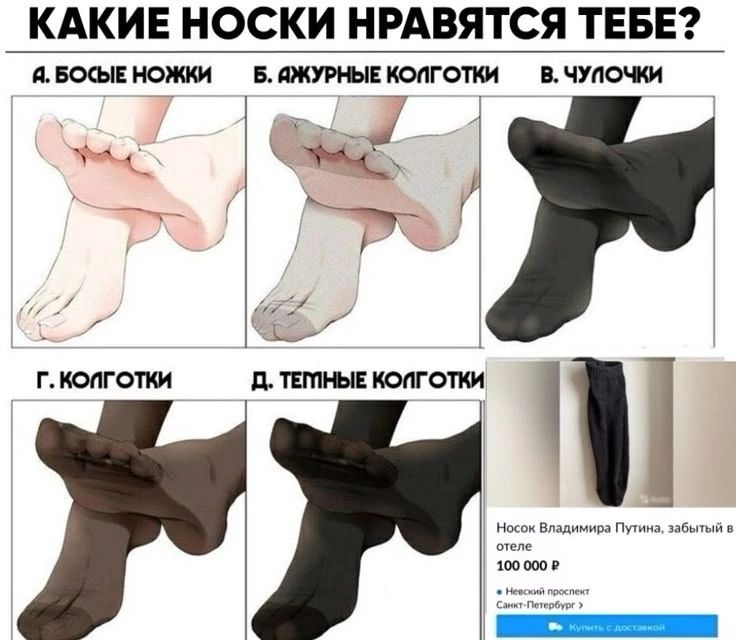 КАКИЕ НОСКИ НРАВЯТСЯ ТЕБЕ?
А. БОСЫЕ НОЖКИ
Б. АЖУРНЫЕ КОЛГОТКИ
В. ЧУЛОЧКИ
Г. КОЛГОТКИ
Д. ТЕМНЫЕ КОЛГОТКИ
Носок Владимира Путина, забытый в
отеле
100 000 ₽
Невский проспект
Санкт-Петербург >
Купить с доставкой